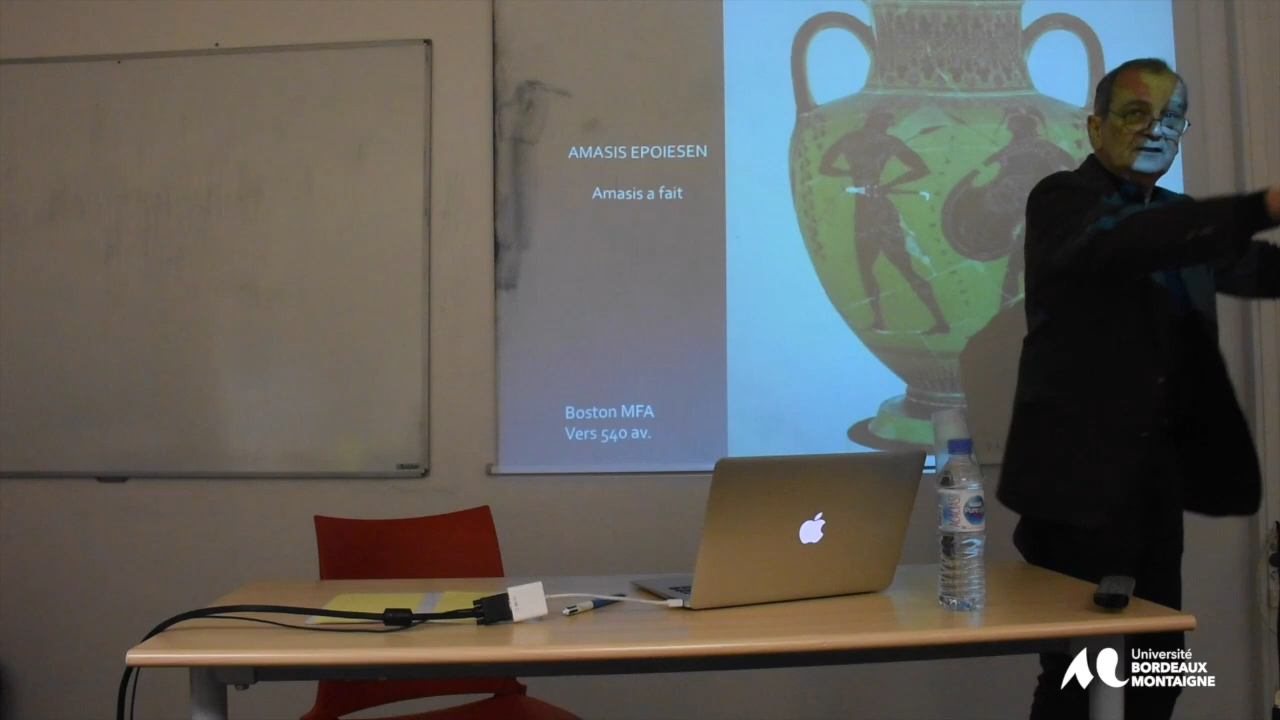 AMASIS EPOIESEN
Amasis a fait
Boston MFA
Vers 540 av.
Université
BORDEAUX
MONTAIGNE